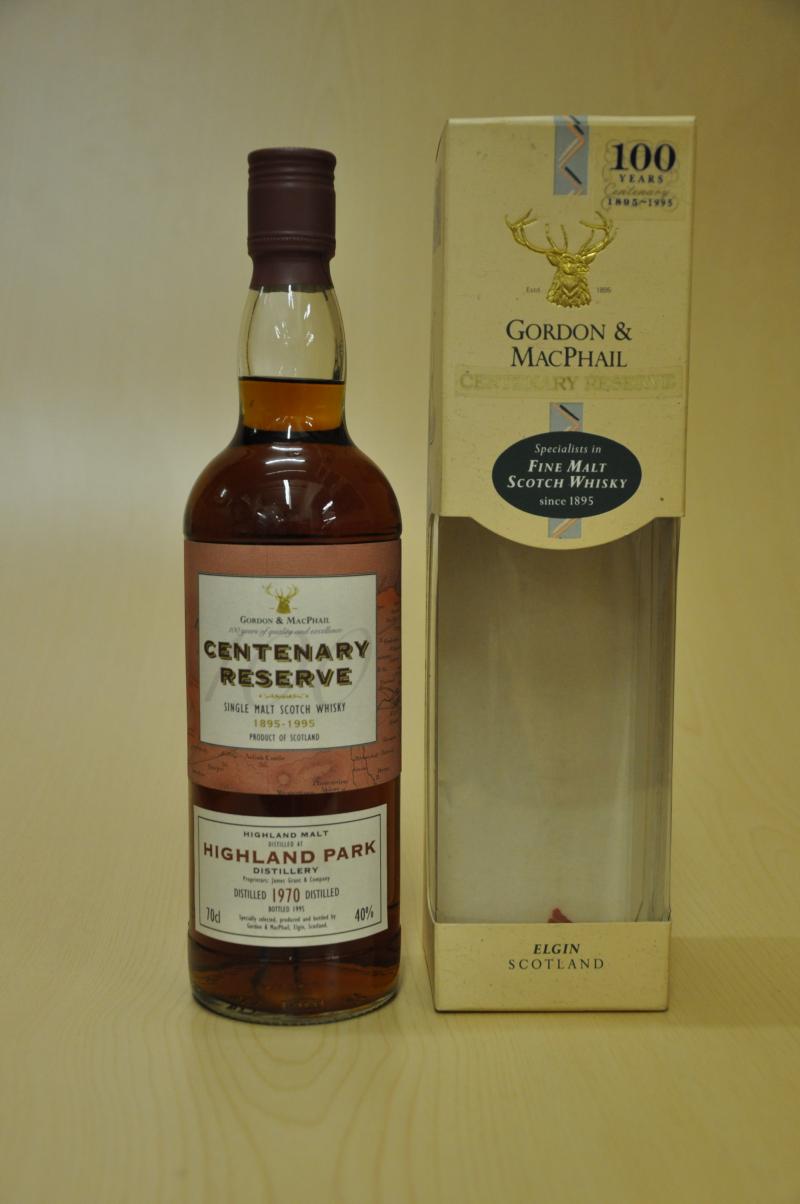 GORDON & MACPHAIL
100 years of quality and excellence
CENTENARY
RESERVE
SINGLE MALT SCOTCH WHISKY
1895-1995
PRODUCT OF SCOTLAND
HIGHLAND MALT
DISTILLED AT
HIGHLAND PARK
DISTILLERY
Proprietors: James Grant & Company
DISTILLED 1970 DISTILLED
BOTTLED 1995
70cl
40%
Specially selected, produced and bottled by
Gordon & MacPhail, Elgin, Scotland.
100
YEARS
Centenary
1895~1995
Estd. 1895
GORDON &
MACPHAIL
CENTENARY RESERVE
Specialists in
FINE MALT
SCOTCH WHISKY
since 1895
ELGIN
SCOTLAND